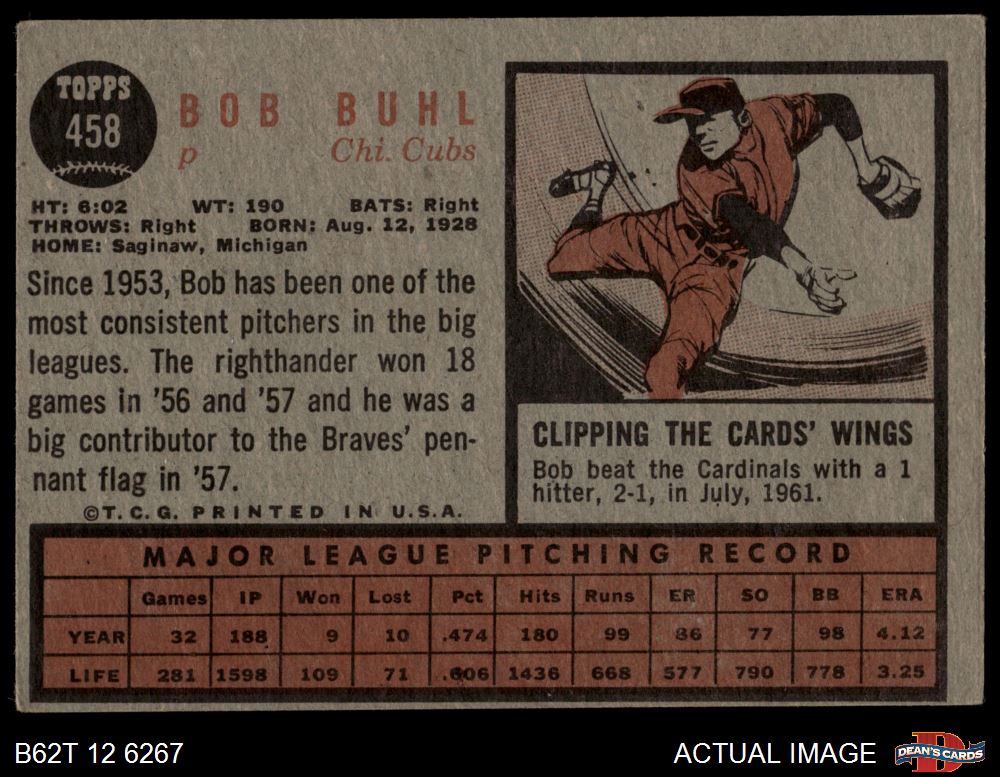 TOPPS
458
BOB BUHL
p Chi. Cubs
HT: 6:02 WT: 190 BATS: Right
THROWS: Right BORN: Aug. 12, 1928
HOME: Saginaw, Michigan
Since 1953, Bob has been one of the
most consistent pitchers in the big
leagues. The righthander won 18
games in '56 and '57 and he was a
big contributor to the Braves' pen-
nant flag in '57.
©T.C.G. PRINTED IN U.S.A.
CLIPPING THE CARDS' WINGS
Bob beat the Cardinals with a 1
hitter, 2-1, in July, 1961.
MAJOR LEAGUE PITCHING RECORD
Games IP Won Lost Pct Hits Runs ER SO BB ERA
YEAR 32 188 9 10 .474 180 99 86 77 98 4.12
LIFE 281 1598 109 71 .606 1436 668 577 790 778 3.25
B62T 12 6267 ACTUAL IMAGE
DEAN'S CARDS